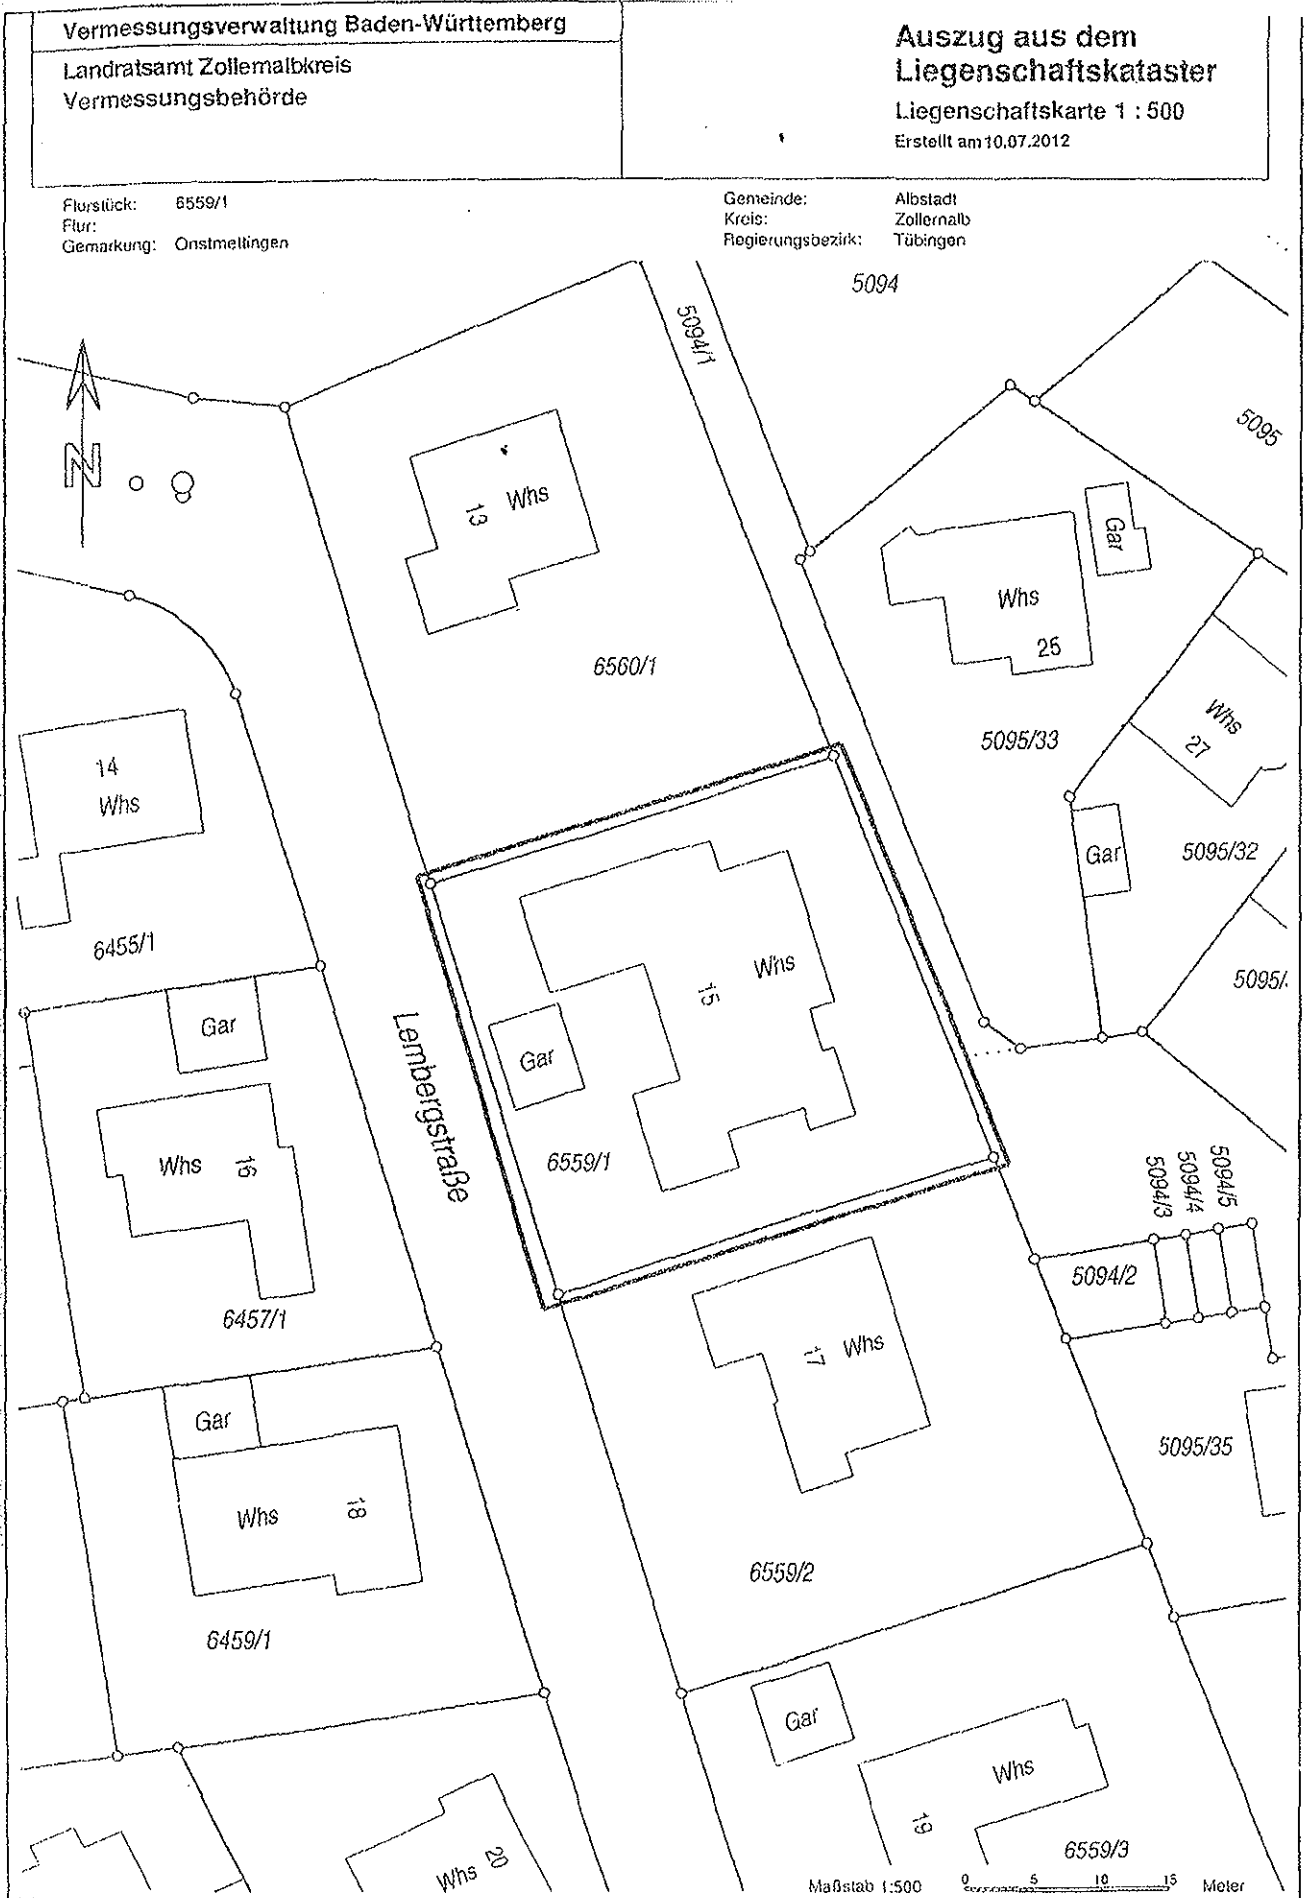 Vermessungsverwaltung Baden-Württemberg
Landratsamt Zollernalbkreis
Vermessungsbehörde
Auszug aus dem
Liegenschaftskataster
Liegenschaftskarte 1 : 500
Erstellt am 10.07.2012
Flurstück: 6559/1
Flur:
Gemarkung: Onstmettingen
Gemeinde: Albstadt
Kreis: Zollernalb
Regierungsbezirk: Tübingen
5094
5094/1
5095
N
13 Whs
Gar
Whs
25
6560/1
Whs
27
5095/33
14
Whs
Gar
5095/32
6455/1
Whs
15
5095/
Gar
Gar
Lembergstraße
Whs 16
6559/1
5094/3
5094/4
5094/5
5094/2
6457/1
17 Whs
Gar
5095/35
Whs 18
6559/2
6459/1
Gar
Whs
19
6559/3
Whs 20
Maßstab 1:500 0 5 10 15 Meter